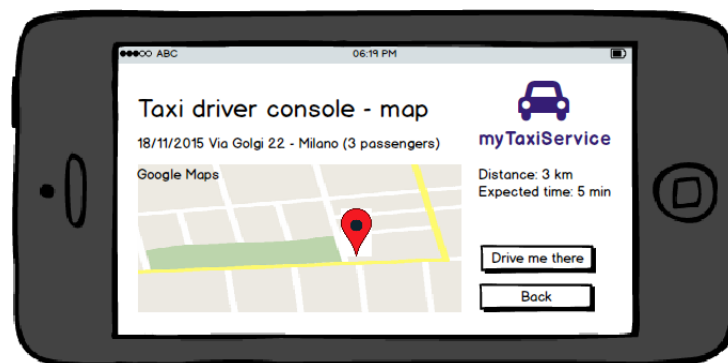 ABC 06:19 PM
Taxi driver console - map
myTaxiService
18/11/2015 Via Golgi 22 - Milano (3 passengers)
Google Maps
Distance: 3 km
Expected time: 5 min
Drive me there
Back